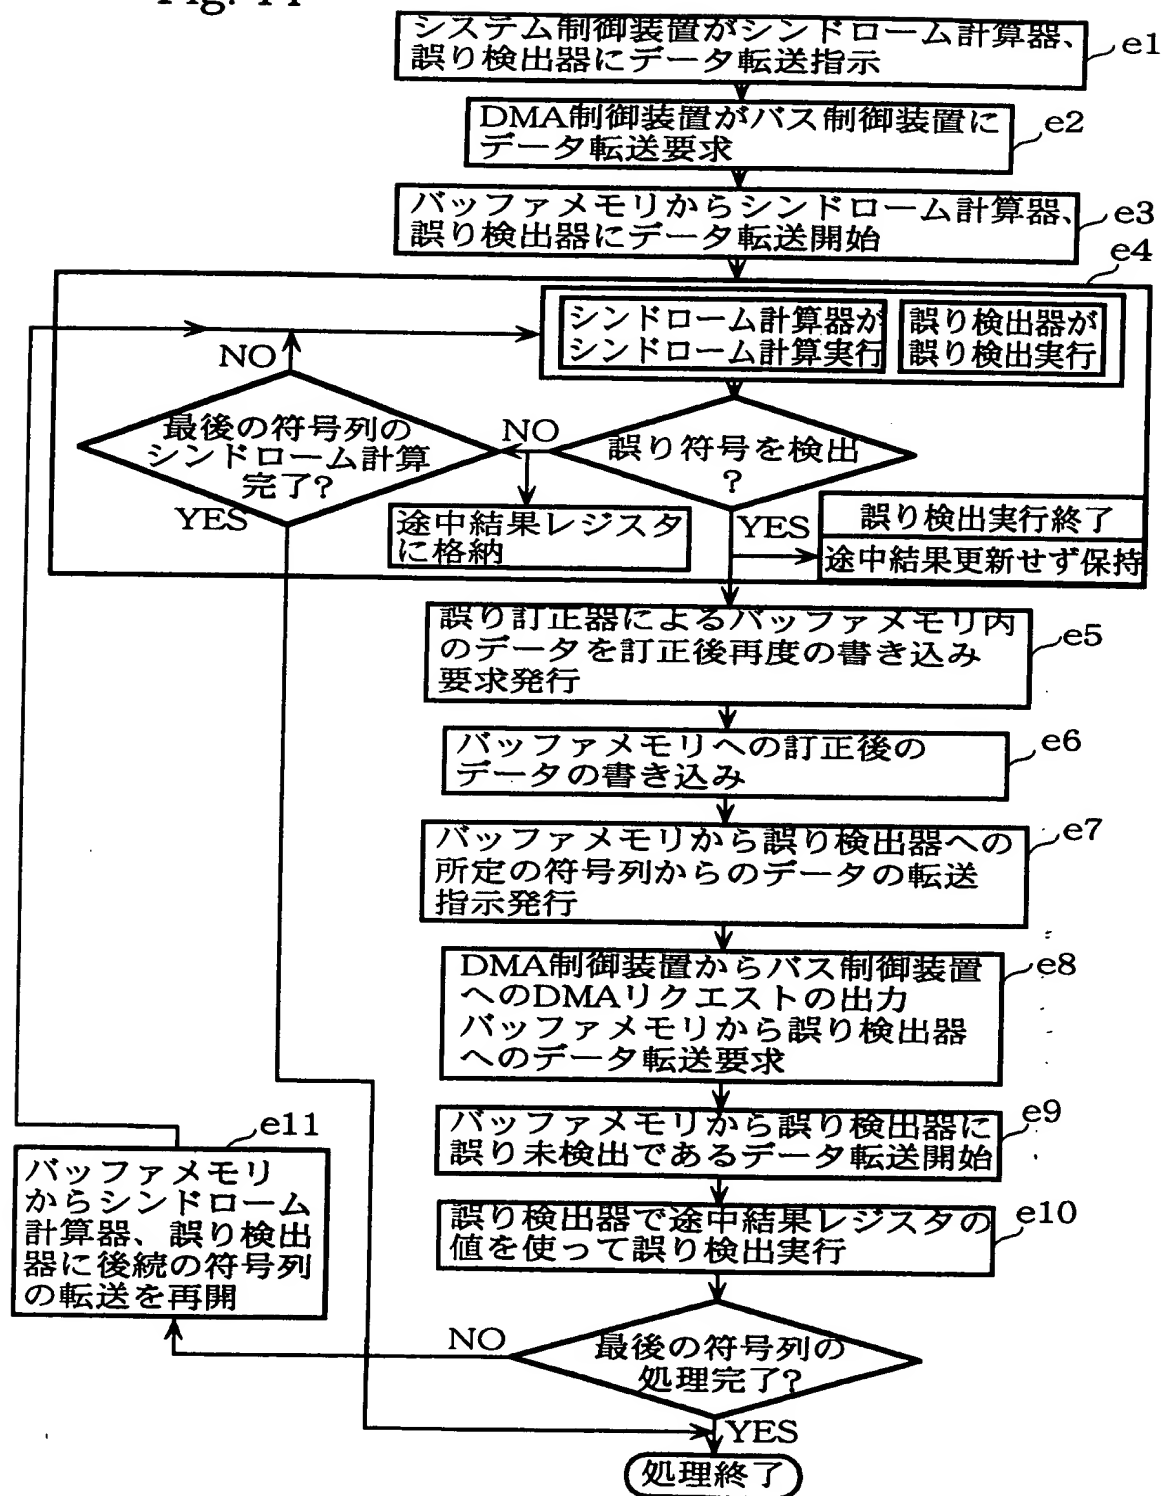 システム制御装置がシンドローム計算器、
誤り検出器にデータ転送指示
e1
DMA制御装置がバス制御装置に
データ転送要求
e2
バッファメモリからシンドローム計算器、
誤り検出器にデータ転送開始
e3
e4
シンドローム計算器が
シンドローム計算実行
誤り検出器が
誤り検出実行
NO
最後の符号列の
シンドローム計算
完了?
YES
NO
誤り符号を検出
?
途中結果レジスタ
に格納
YES
誤り検出実行終了
途中結果更新せず保持
誤り訂正器によるバッファメモリ内
のデータを訂正後再度の書き込み
要求発行
e5
バッファメモリへの訂正後の
データの書き込み
e6
バッファメモリから誤り検出器への
所定の符号列からのデータの転送
指示発行
e7
DMA制御装置からバス制御装置
へのDMAリクエストの出力
バッファメモリから誤り検出器
へのデータ転送要求
e8
バッファメモリから誤り検出器に
誤り未検出であるデータ転送開始
e9
誤り検出器で途中結果レジスタの
値を使って誤り検出実行
e10
e11
バッファメモリ
からシンドローム
計算器、誤り検出
器に後続の符号列
の転送を再開
NO
最後の符号列の
処理完了?
YES
処理終了